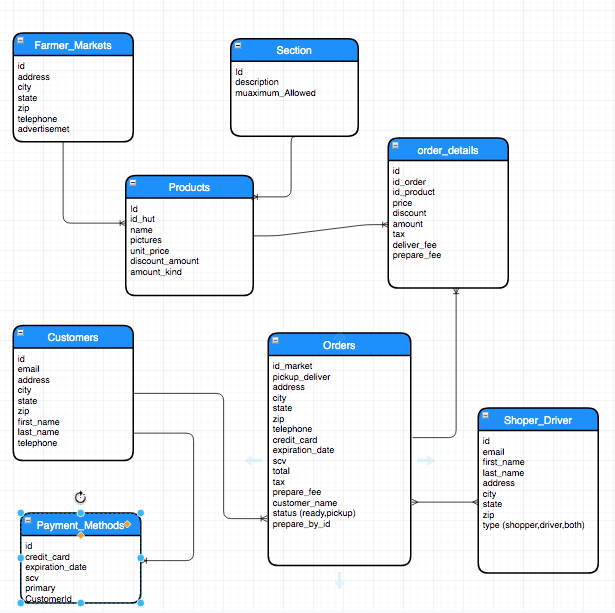 Farmer_Markets
id
address
city
state
zip
telephone
advertisemet
Section
Id
description
muaximum_Allowed
order_details
id
id_order
id_product
price
discount
amount
tax
deliver_fee
prepare_fee
Products
Id
id_hut
name
pictures
unit_price
discount_amount
amount_kind
Customers
id
email
address
city
state
zip
first_name
last_name
telephone
Orders
id_market
pickup_deliver
address
city
state
zip
telephone
credit_card
expiration_date
scv
total
tax
prepare_fee
customer_name
status (ready,pickup)
prepare_by_id
Shoper_Driver
id
email
first_name
last_name
address
city
state
zip
type (shopper,driver,both)
Payment_Methods
id
credit_card
expiration_date
scv
primary
CustomerId